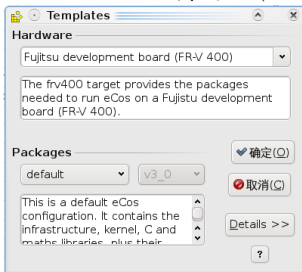 Templates
Hardware
Fujitsu development board (FR-V 400)
The frv400 target provides the packages
needed to run eCos on a Fujistu development
board (FR-V 400).
Packages
default
v3_0
This is a default eCos
configuration. It contains the
infrastructure, kernel, C and
maths libraries, plus their
确定(O)
取消(C)
Details >>
?